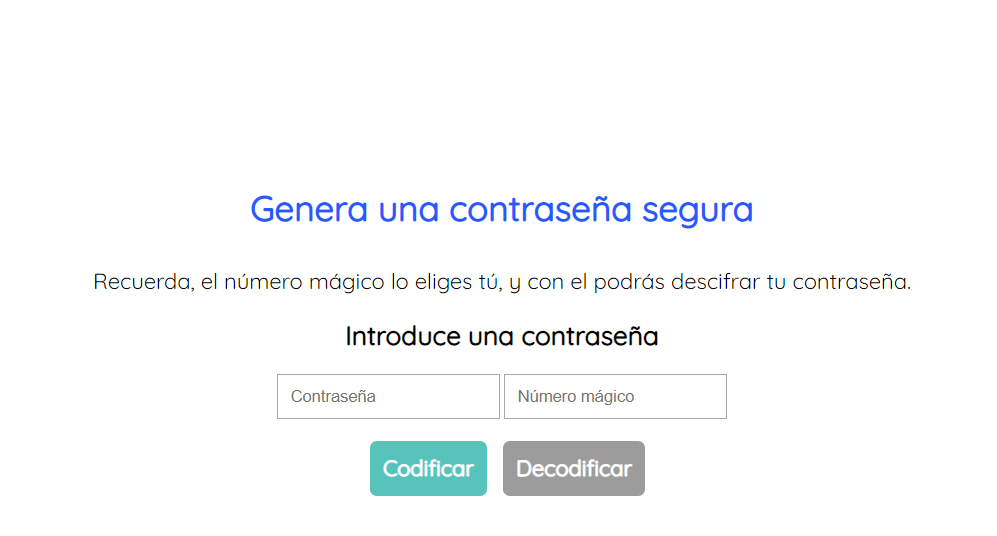 Genera una contraseña segura
Recuerda, el número mágico lo eliges tú, y con el podrás descifrar tu contraseña.
Introduce una contraseña
Contraseña Número mágico
Codificar Decodificar